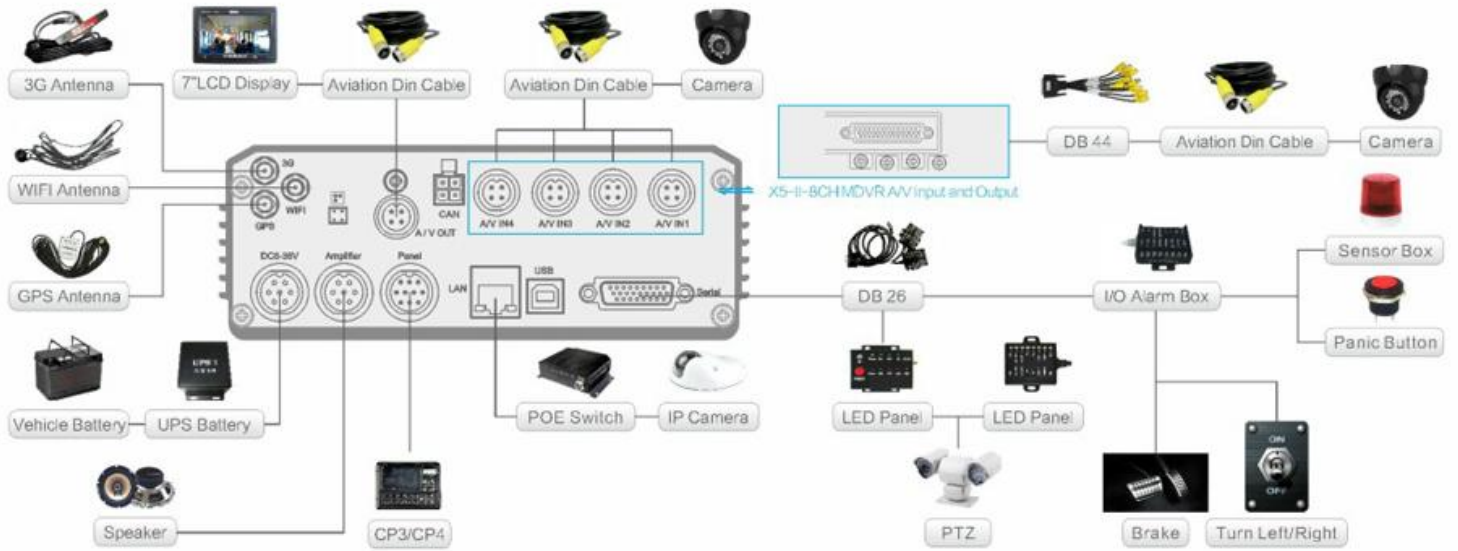 3G Antenna
7"LCD Display
Aviation Din Cable
Aviation Din Cable
Camera
DB 44
Aviation Din Cable
Camera
WIFI Antenna
GPS Antenna
3G
WIFI
GPS
A/V OUT
CAN
A/V IN4
A/V IN3
A/V IN2
A/V IN1
X5-II-8CH MDVR A/V Input and Output
Amplifier
Panel
LAN
USB
Serial
DB 26
I/O Alarm Box
Sensor Box
Panic Button
Vehicle Battery
UPS Battery
POE Switch
IP Camera
LED Panel
LED Panel
Speaker
CP3/CP4
PTZ
Brake
ON
OFF
Turn Left/Right